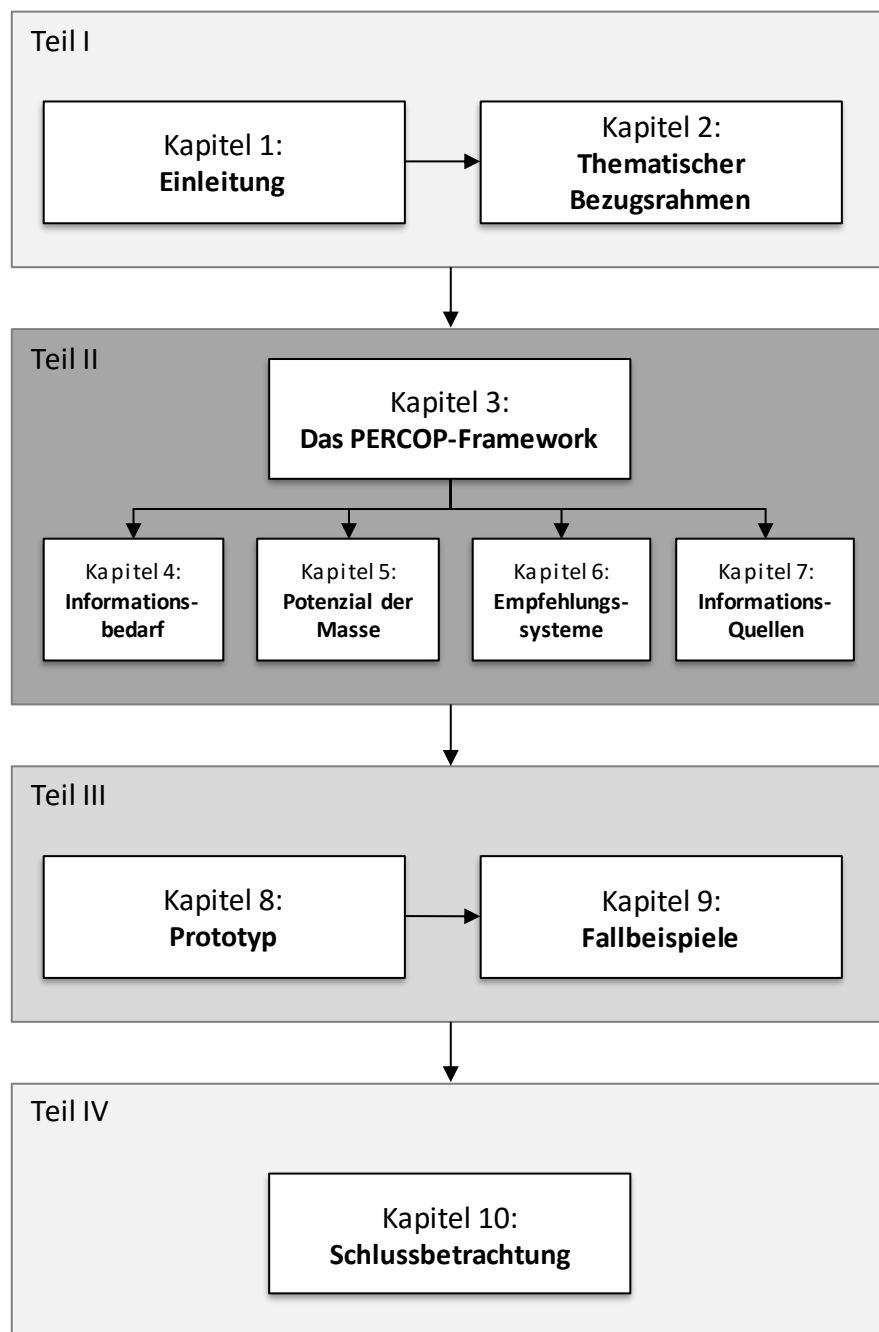 Teil I
Kapitel 1:
Einleitung
Kapitel 2:
Thematischer
Bezugsrahmen
Teil II
Kapitel 3:
Das PERCOP-Framework
Kapitel 4:
Informations-
bedarf
Kapitel 5:
Potenzial der
Masse
Kapitel 6:
Empfehlungs-
systeme
Kapitel 7:
Informations-
Quellen
Teil III
Kapitel 8:
Prototyp
Kapitel 9:
Fallbeispiele
Teil IV
Kapitel 10:
Schlussbetrachtung